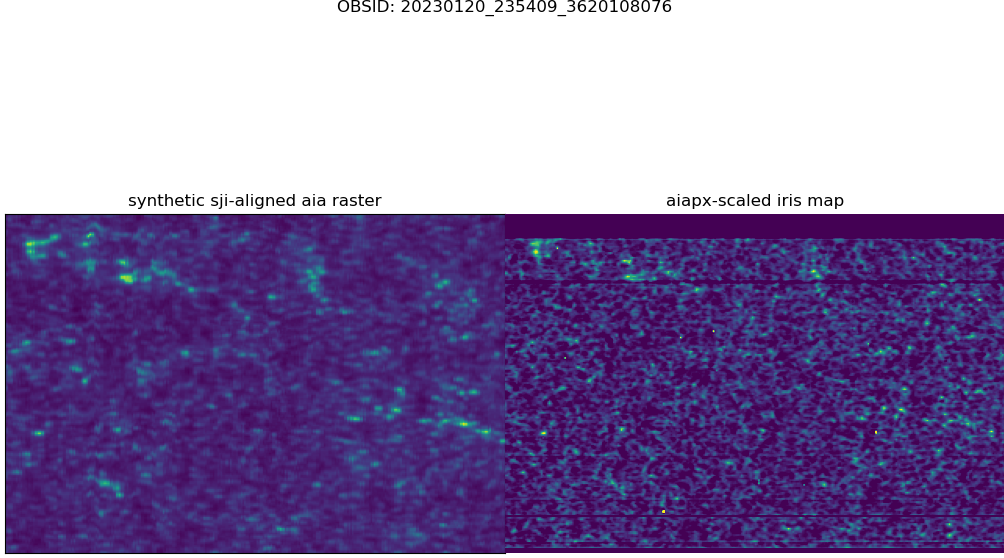 OBSID: 20230120_235409_3620108076
synthetic sji-aligned aia raster
aiapx-scaled iris map